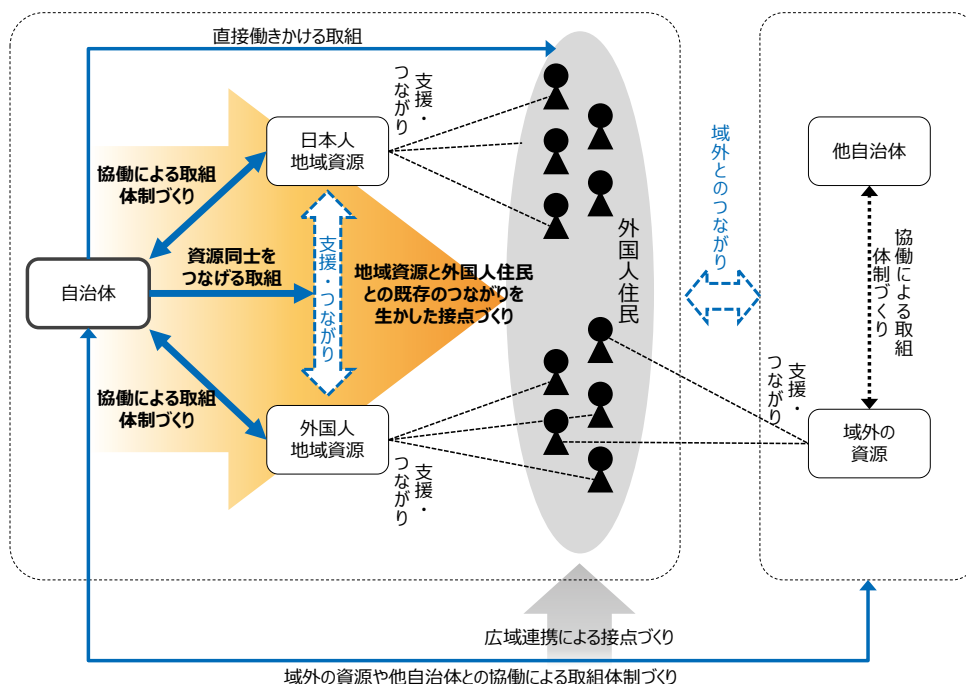 直接働きかける取組
支援・
つながり
日本人
地域資源
協働による取組
体制づくり
資源同士を
つなげる取組
自治体
支援・つながり
地域資源と外国人住民
との既存のつながりを
生かした接点づくり
外国人住民
協働による取組
体制づくり
外国人
地域資源
支援・
つながり
域外とのつながり
他自治体
協働による取組
体制づくり
支援・
つながり
域外の
資源
広域連携による接点づくり
域外の資源や他自治体との協働による取組体制づくり